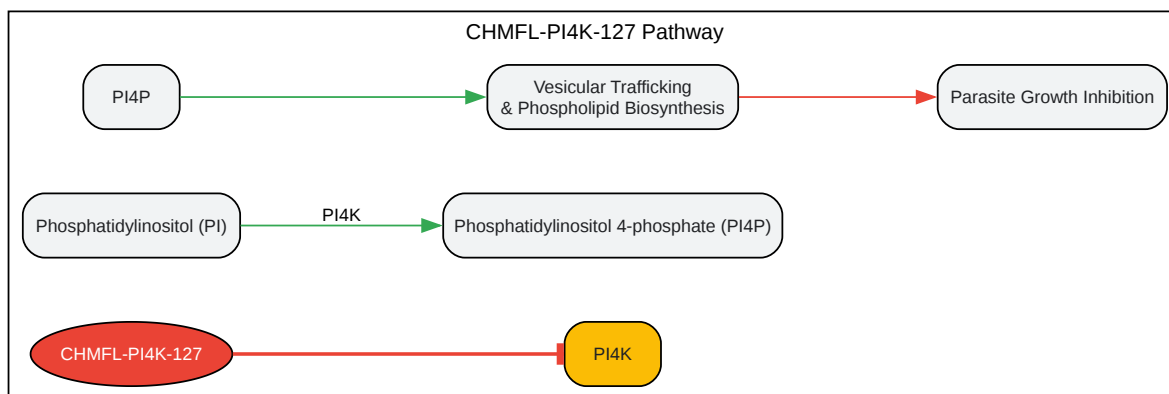 CHMFL-PI4K-127 Pathway
PI4P
Vesicular Trafficking
& Phospholipid Biosynthesis
Parasite Growth Inhibition
Phosphatidylinositol (PI)
PI4K
Phosphatidylinositol 4-phosphate (PI4P)
CHMFL-PI4K-127
PI4K